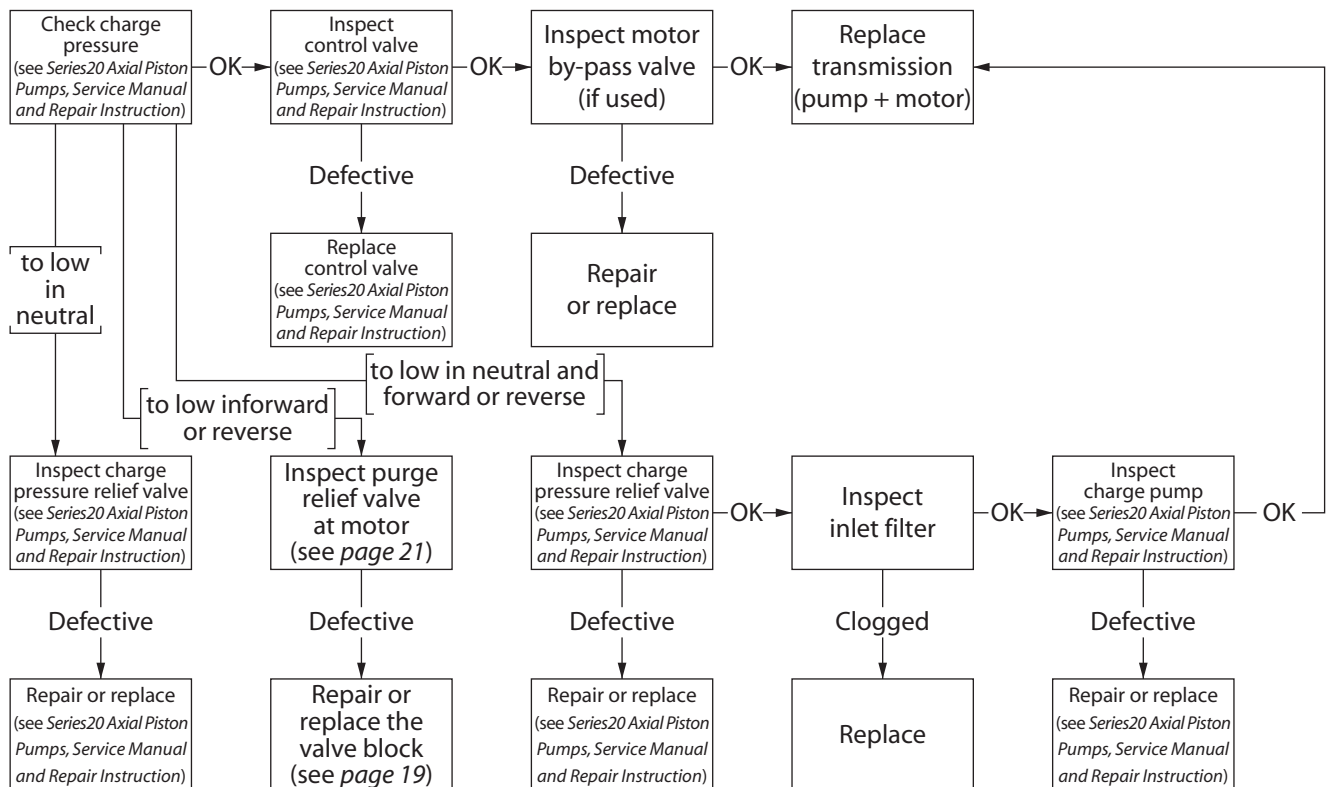 Check charge
pressure
(see Series20 Axial Piston
Pumps, Service Manual
and Repair Instruction)
OK
Inspect
control valve
(see Series20 Axial Piston
Pumps, Service Manual
and Repair Instruction)
OK
Inspect motor
by-pass valve
(if used)
OK
Replace
transmission
(pump + motor)
Defective
Defective
to low
in
neutral
Replace
control valve
(see Series20 Axial Piston
Pumps, Service Manual
and Repair Instruction)
Repair
or replace
to low in neutral and
forward or reverse
to low inforward
or reverse
Inspect charge
pressure relief valve
(see Series20 Axial Piston
Pumps, Service Manual
and Repair Instruction)
Inspect purge
relief valve
at motor
(see page 21)
Inspect charge
pressure relief valve
(see Series20 Axial Piston
Pumps, Service Manual
and Repair Instruction)
OK
Inspect
inlet filter
OK
Inspect
charge pump
(see Series20 Axial Piston
Pumps, Service Manual
and Repair Instruction)
OK
Defective
Defective
Defective
Clogged
Defective
Repair or replace
(see Series20 Axial Piston
Pumps, Service Manual
and Repair Instruction)
Repair or
replace the
valve block
(see page 19)
Repair or replace
(see Series20 Axial Piston
Pumps, Service Manual
and Repair Instruction)
Replace
Repair or replace
(see Series20 Axial Piston
Pumps, Service Manual
and Repair Instruction)